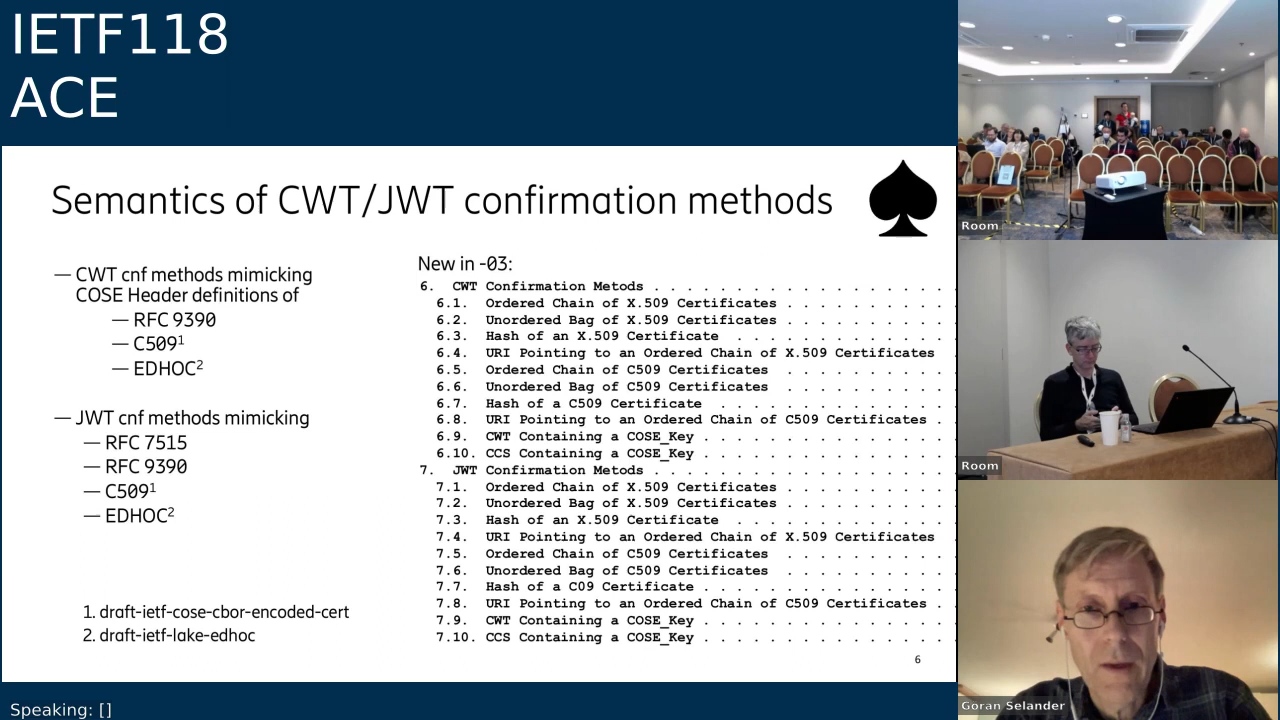 IETF118
ACE
Semantics of CWT/JWT confirmation methods
— CWT cnf methods mimicking
COSE Header definitions of
— RFC 9390
— C509¹
— EDHOC²
— JWT cnf methods mimicking
— RFC 7515
— RFC 9390
— C509¹
— EDHOC²
1. draft-ietf-cose-cbor-encoded-cert
2. draft-ietf-lake-edhoc
New in -03:
6. CWT Confirmation Metods . . . . . . . . . . . . . . . . . . .
6.1. Ordered Chain of X.509 Certificates . . . . . . . . . . .
6.2. Unordered Bag of X.509 Certificates . . . . . . . . . . .
6.3. Hash of an X.509 Certificate . . . . . . . . . . . . . .
6.4. URI Pointing to an Ordered Chain of X.509 Certificates .
6.5. Ordered Chain of C509 Certificates . . . . . . . . . . .
6.6. Unordered Bag of C509 Certificates . . . . . . . . . . .
6.7. Hash of a C509 Certificate . . . . . . . . . . . . . . .
6.8. URI Pointing to an Ordered Chain of C509 Certificates . .
6.9. CWT Containing a COSE_Key . . . . . . . . . . . . . . . .
6.10. CCS Containing a COSE_Key . . . . . . . . . . . . . . . .
7. JWT Confirmation Metods . . . . . . . . . . . . . . . . . . .
7.1. Ordered Chain of X.509 Certificates . . . . . . . . . . .
7.2. Unordered Bag of X.509 Certificates . . . . . . . . . . .
7.3. Hash of an X.509 Certificate . . . . . . . . . . . . . .
7.4. URI Pointing to an Ordered Chain of X.509 Certificates .
7.5. Ordered Chain of C509 Certificates . . . . . . . . . . .
7.6. Unordered Bag of C509 Certificates . . . . . . . . . . .
7.7. Hash of a C09 Certificate . . . . . . . . . . . . . . . .
7.8. URI Pointing to an Ordered Chain of C509 Certificates . .
7.9. CWT Containing a COSE_Key . . . . . . . . . . . . . . . .
7.10. CCS Containing a COSE_Key . . . . . . . . . . . . . . . .
6
Speaking: []
Room
Room
Goran Selander